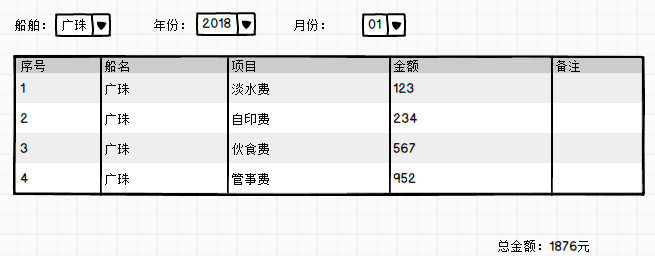 船舶： 广珠 年份： 2018 月份： 01
序号 船名 项目 金额 备注
1 广珠 淡水费 123
2 广珠 自印费 234
3 广珠 伙食费 567
4 广珠 管事费 952
总金额：1876元